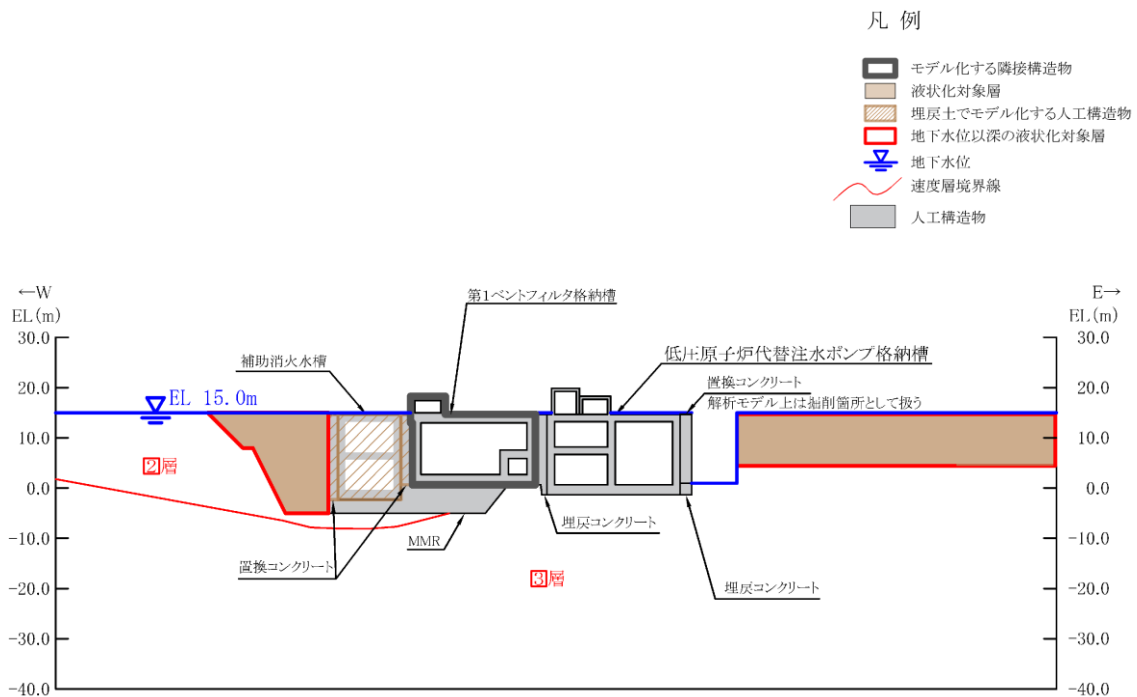 凡 例
モデル化する隣接構造物
液状化対象層
埋戻土でモデル化する人工構造物
地下水位以深の液状化対象層
地下水位
速度層境界線
人工構造物
←W
EL(m)
E→
EL(m)
第1ベントフィルタ格納槽
補助消火水槽
低圧原子炉代替注水ポンプ格納槽
置換コンクリート
解析モデル上は掘削箇所として扱う
EL 15.0m
30.0
20.0
10.0
0.0
-10.0
-20.0
-30.0
-40.0
30.0
20.0
10.0
0.0
-10.0
-20.0
-30.0
-40.0
②層
③層
埋戻コンクリート
MMR
置換コンクリート
埋戻コンクリート